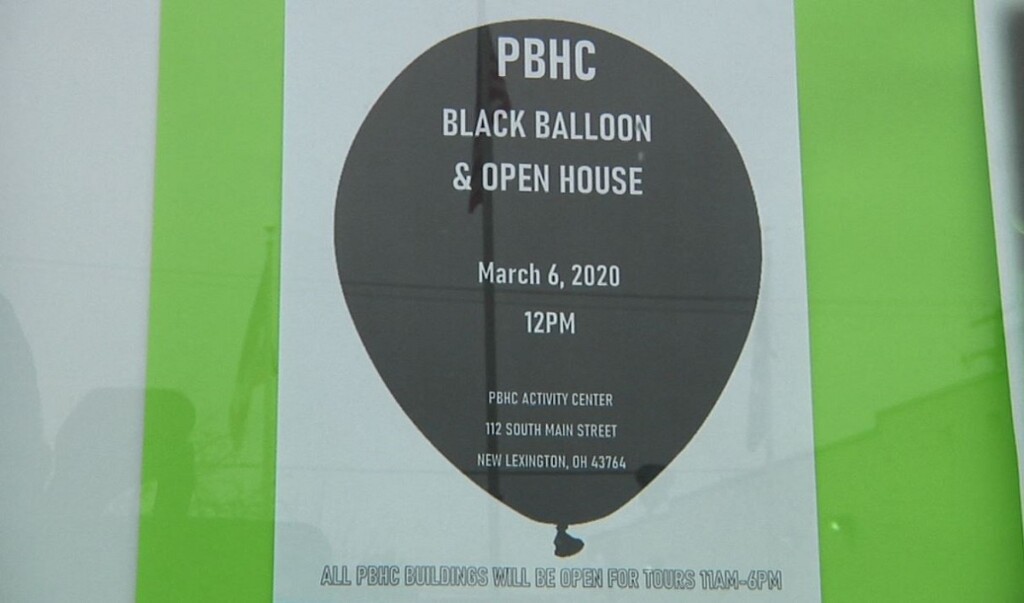 PBHC
BLACK BALLOON
& OPEN HOUSE
March 6, 2020
12PM
PBHC ACTIVITY CENTER
112 SOUTH MAIN STREET
NEW LEXINGTON, OH 43764
ALL PBHC BUILDINGS WILL BE OPEN FOR TOURS 11AM-6PM